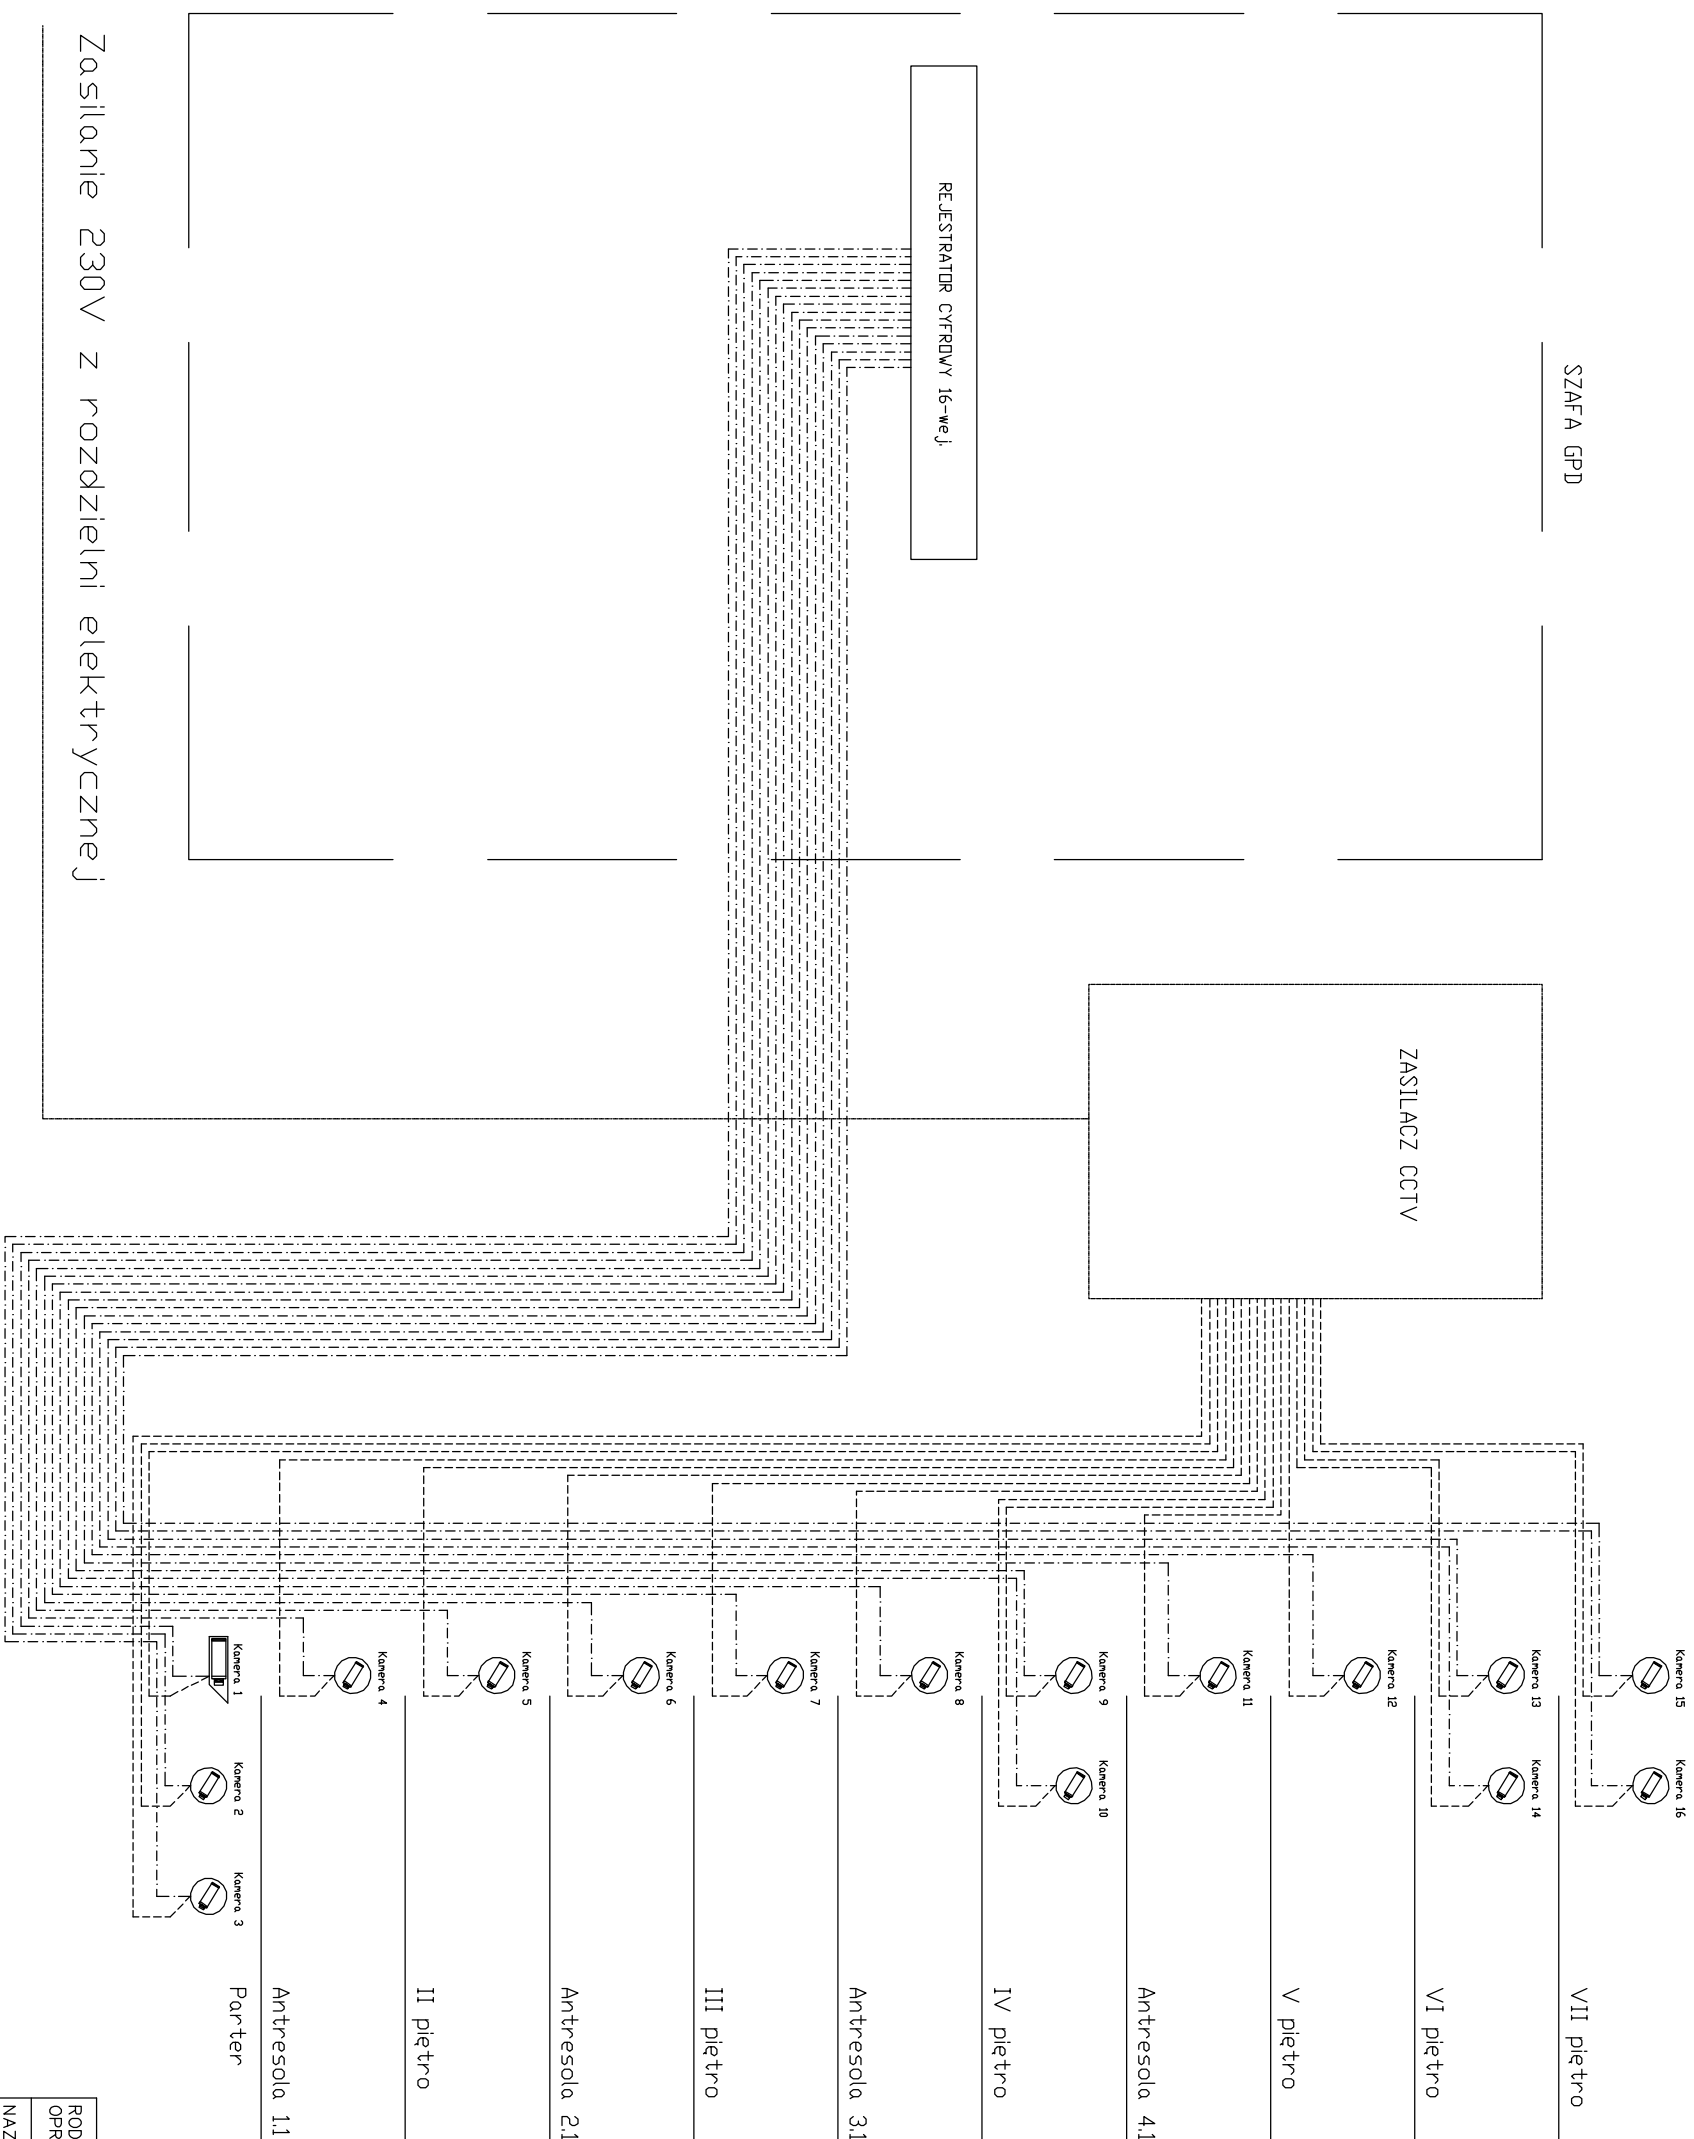 SZAFA GPD
REJESTRATOR CYFROWY 16-wej.
Zasilanie 230V z rozdzielni elektrycznej
ZASILACZ CCTV
Kamera 15
Kamera 16
VII piętro
Kamera 13
Kamera 14
VI piętro
Kamera 12
V piętro
Kamera 11
Antresola 4.1
Kamera 9
Kamera 10
IV piętro
Kamera 8
Antresola 3.1
Kamera 7
III piętro
Kamera 6
Antresola 2.1
Kamera 5
II piętro
Kamera 4
Antresola 1.1
Kamera 1
Kamera 2
Kamera 3
Parter